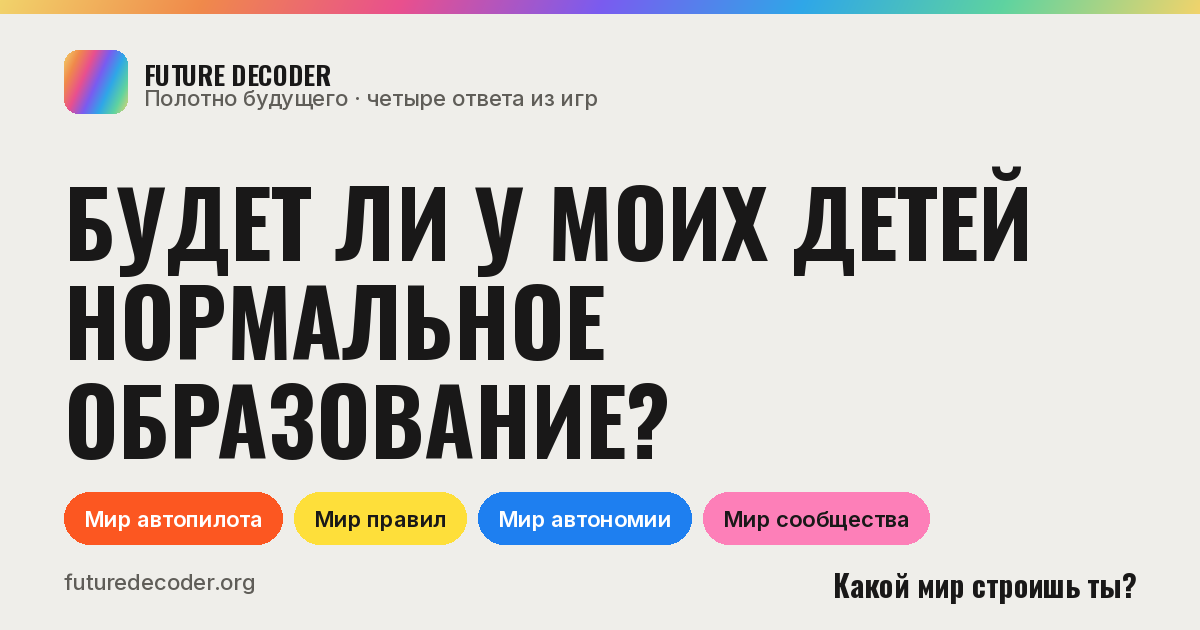 FUTURE DECODER
Полотно будущего · четыре ответа из игр
БУДЕТ ЛИ У МОИХ ДЕТЕЙ
НОРМАЛЬНОЕ
ОБРАЗОВАНИЕ?
Мир автопилота
Мир правил
Мир автономии
Мир сообщества
futuredecoder.org
Какой мир строишь ты?